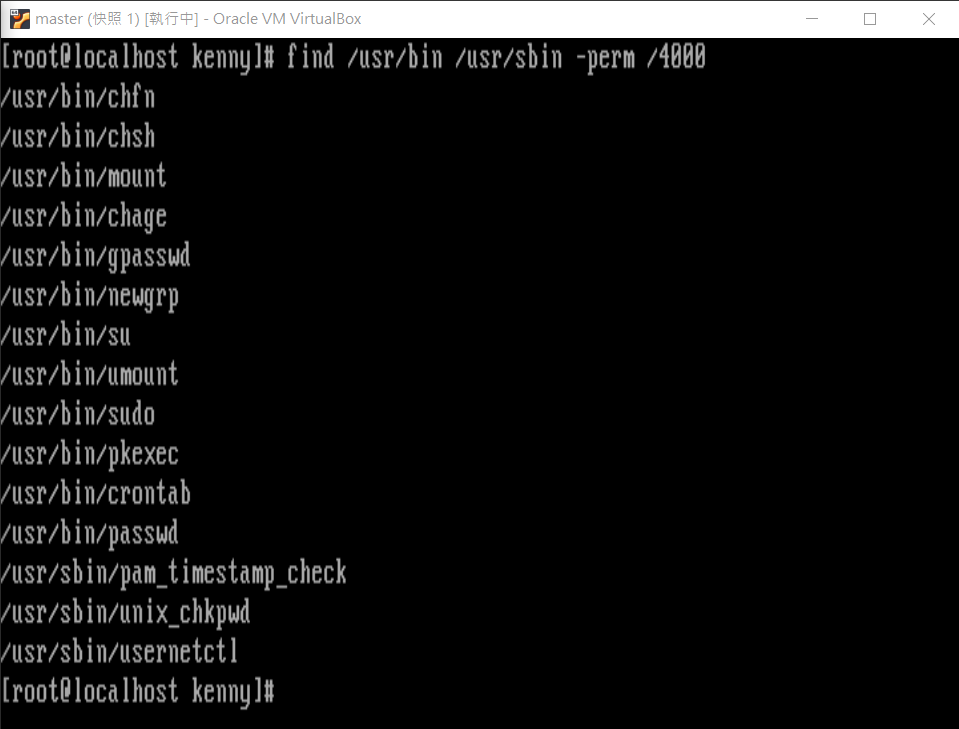 master (快照 1) [執行中] - Oracle VM VirtualBox
[root@localhost kenny]# find /usr/bin /usr/sbin -perm /4000
/usr/bin/chfn
/usr/bin/chsh
/usr/bin/mount
/usr/bin/chage
/usr/bin/gpasswd
/usr/bin/newgrp
/usr/bin/su
/usr/bin/umount
/usr/bin/sudo
/usr/bin/pkexec
/usr/bin/crontab
/usr/bin/passwd
/usr/sbin/pam_timestamp_check
/usr/sbin/unix_chkpwd
/usr/sbin/usernetctl
[root@localhost kenny]#